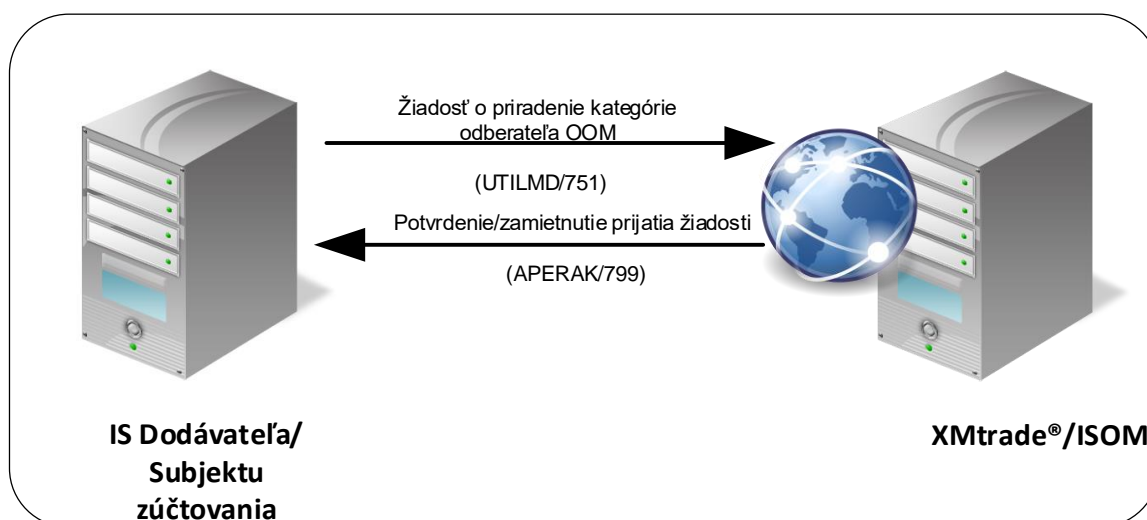 Žiadosť o priradenie kategórie
odberateľa OOM
(UTILMD/751)
Potvrdenie/zamietnutie prijatia žiadosti
(APERAK/799)
IS Dodávateľa/
Subjektu
zúčtovania
XMtrade®/ISOM